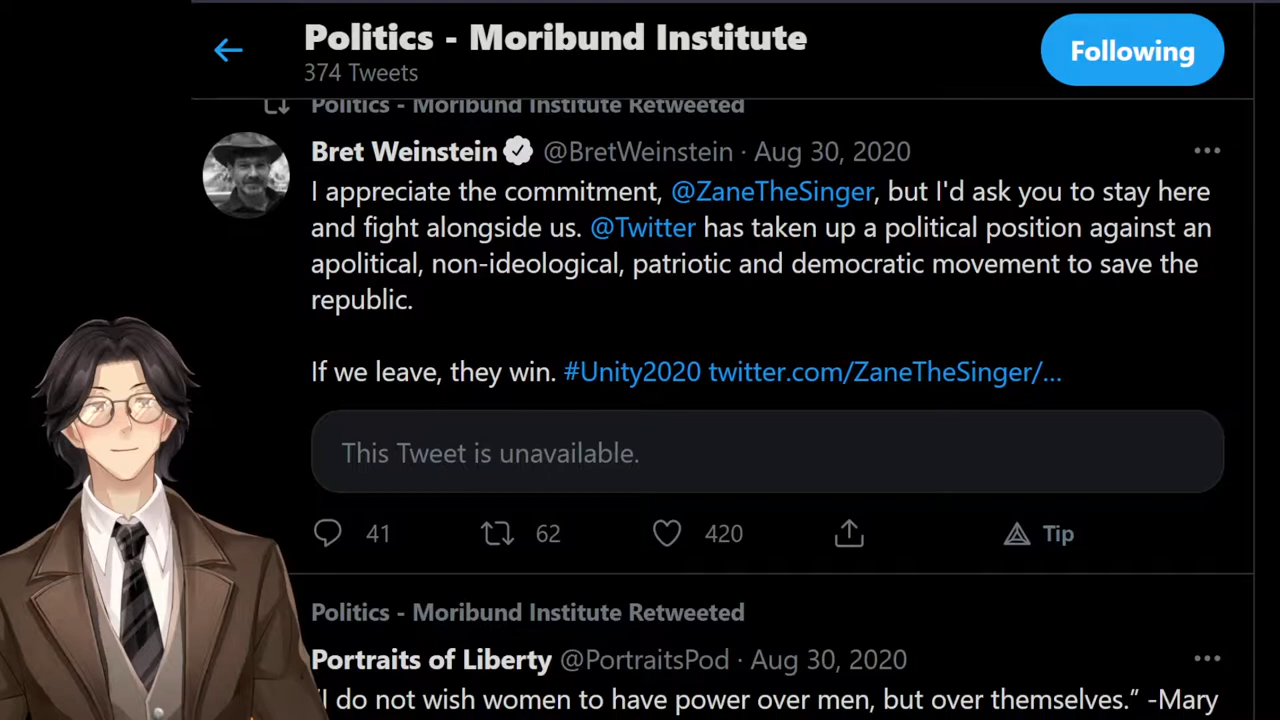 Politics - Moribund Institute
374 Tweets
Following
Politics - Moribund Institute Retweeted
Bret Weinstein @BretWeinstein · Aug 30, 2020
I appreciate the commitment, @ZaneTheSinger, but I'd ask you to stay here
and fight alongside us. @Twitter has taken up a political position against an
apolitical, non-ideological, patriotic and democratic movement to save the
republic.
If we leave, they win. #Unity2020 twitter.com/ZaneTheSinger/...
This Tweet is unavailable.
41 62 420 Tip
Politics - Moribund Institute Retweeted
Portraits of Liberty @PortraitsPod · Aug 30, 2020
“I do not wish women to have power over men, but over themselves.” -Mary